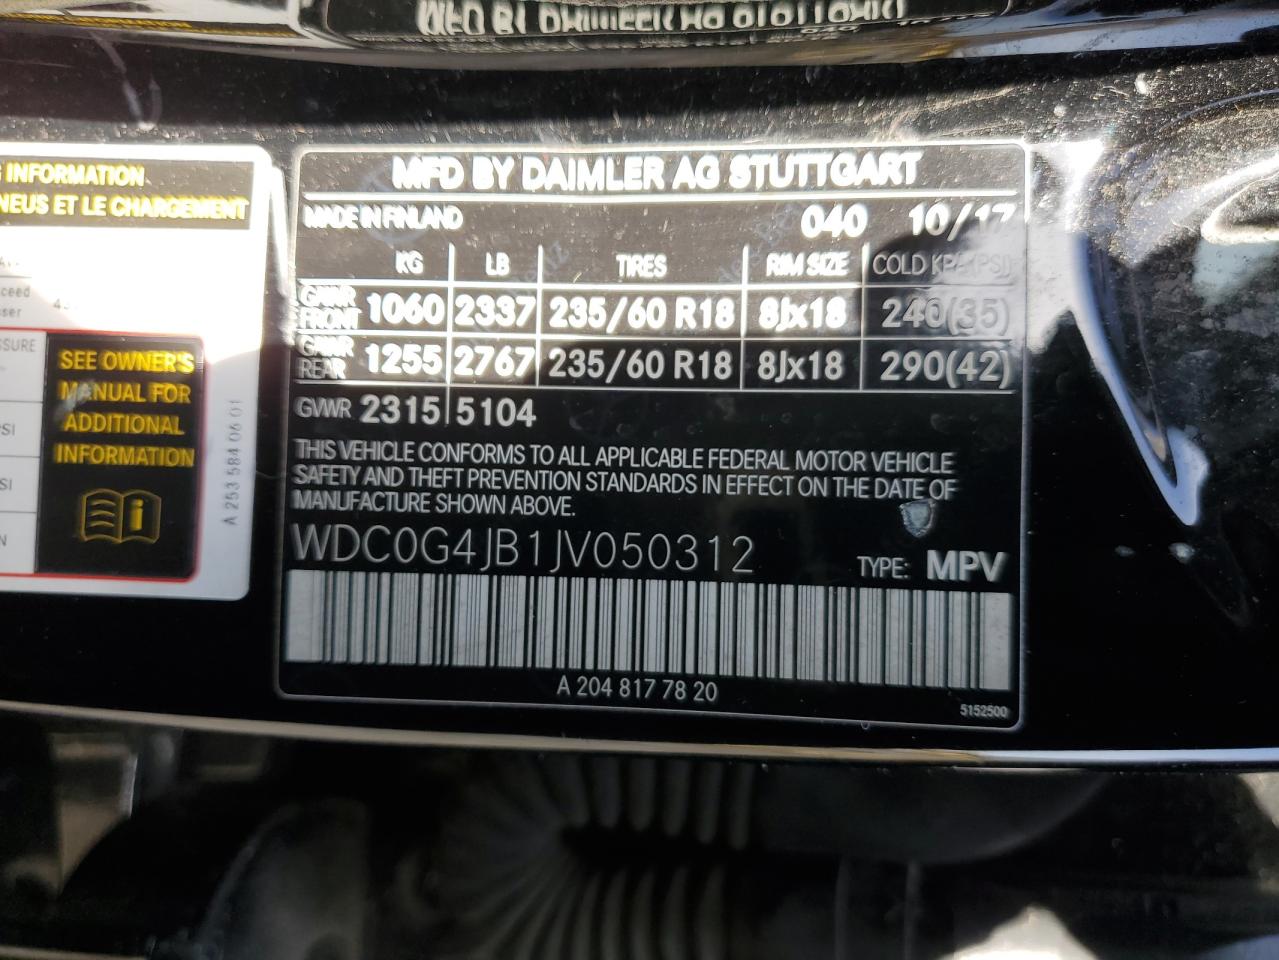 MFD BY DAIMLER AG STUTTGART
MADE IN FINLAND 040 10/17
KG LB TIRES RIM SIZE COLD KPA(PSI)
GAWR FRONT 1060 2337 235/60 R18 8Jx18 240(35)
GAWR REAR 1255 2767 235/60 R18 8Jx18 290(42)
GVWR 2315 5104
THIS VEHICLE CONFORMS TO ALL APPLICABLE FEDERAL MOTOR VEHICLE
SAFETY AND THEFT PREVENTION STANDARDS IN EFFECT ON THE DATE OF
MANUFACTURE SHOWN ABOVE.
WDC0G4JB1JV050312 TYPE: MPV
A 204 817 78 20
5152500
INFORMATION
NEUS ET LE CHARGEMENT
SEE OWNER'S
MANUAL FOR
ADDITIONAL
INFORMATION
A 253 584 06 01